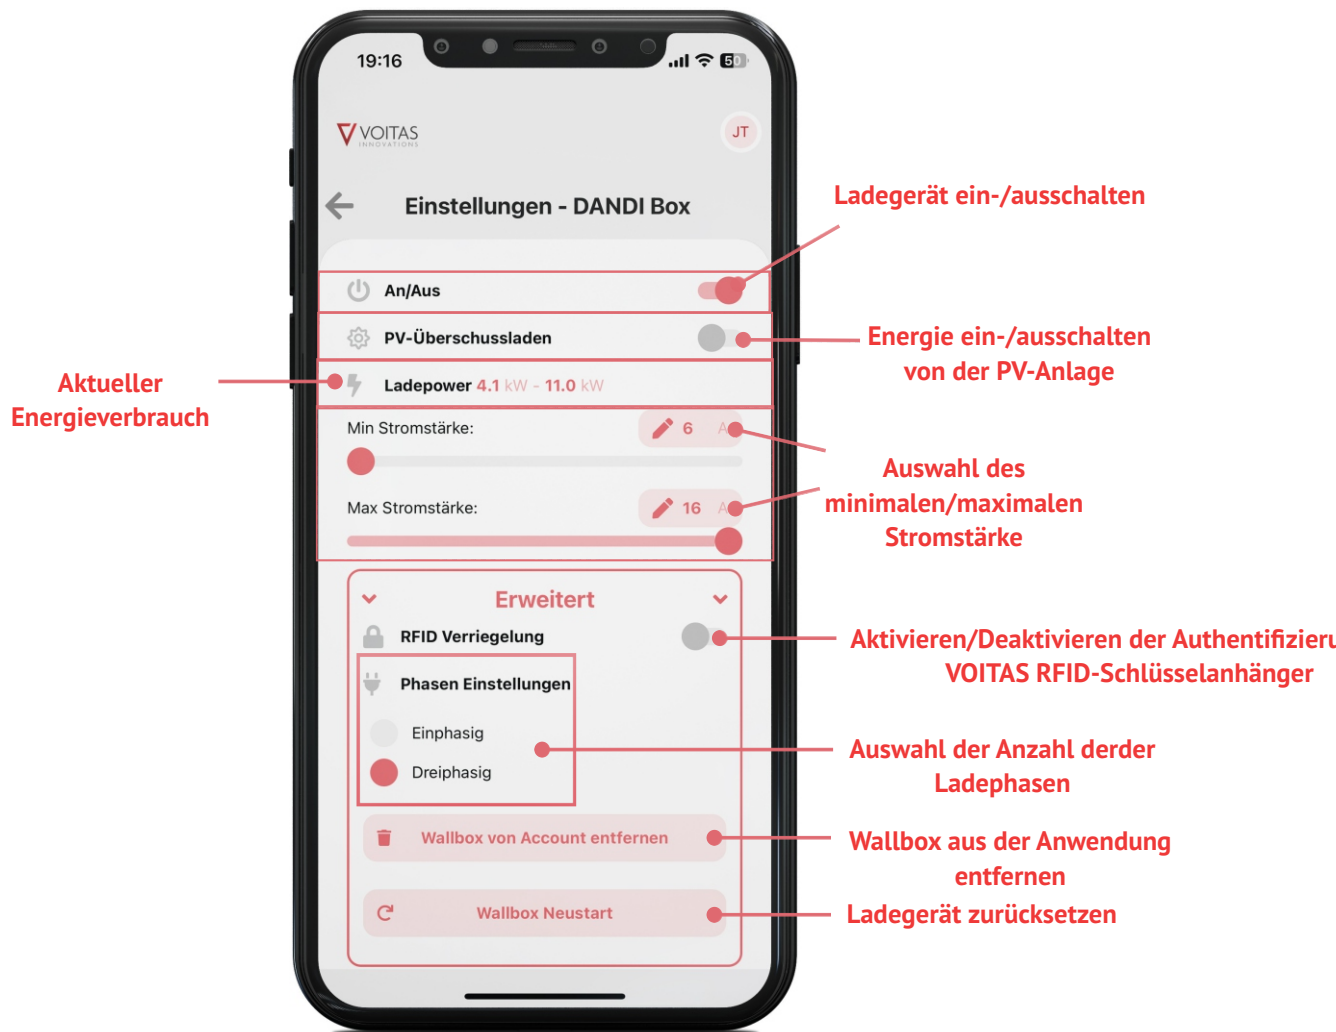 19:16
50
VOITAS
INNOVATIONS
JT
Einstellungen - DANDI Box
Ladegerät ein-/ausschalten
An/Aus
PV-Überschussladen
Energie ein-/ausschalten
von der PV-Anlage
Ladepower 4.1 kW - 11.0 kW
Aktueller
Energieverbrauch
Min Stromstärke:
6 A
Max Stromstärke:
16 A
Auswahl des
minimalen/maximalen
Stromstärke
Erweitert
RFID Verriegelung
Aktivieren/Deaktivieren der Authentifizieru
VOITAS RFID-Schlüsselanhänger
Phasen Einstellungen
Einphasig
Dreiphasig
Auswahl der Anzahl derder
Ladephasen
Wallbox von Account entfernen
Wallbox aus der Anwendung
entfernen
Wallbox Neustart
Ladegerät zurücksetzen